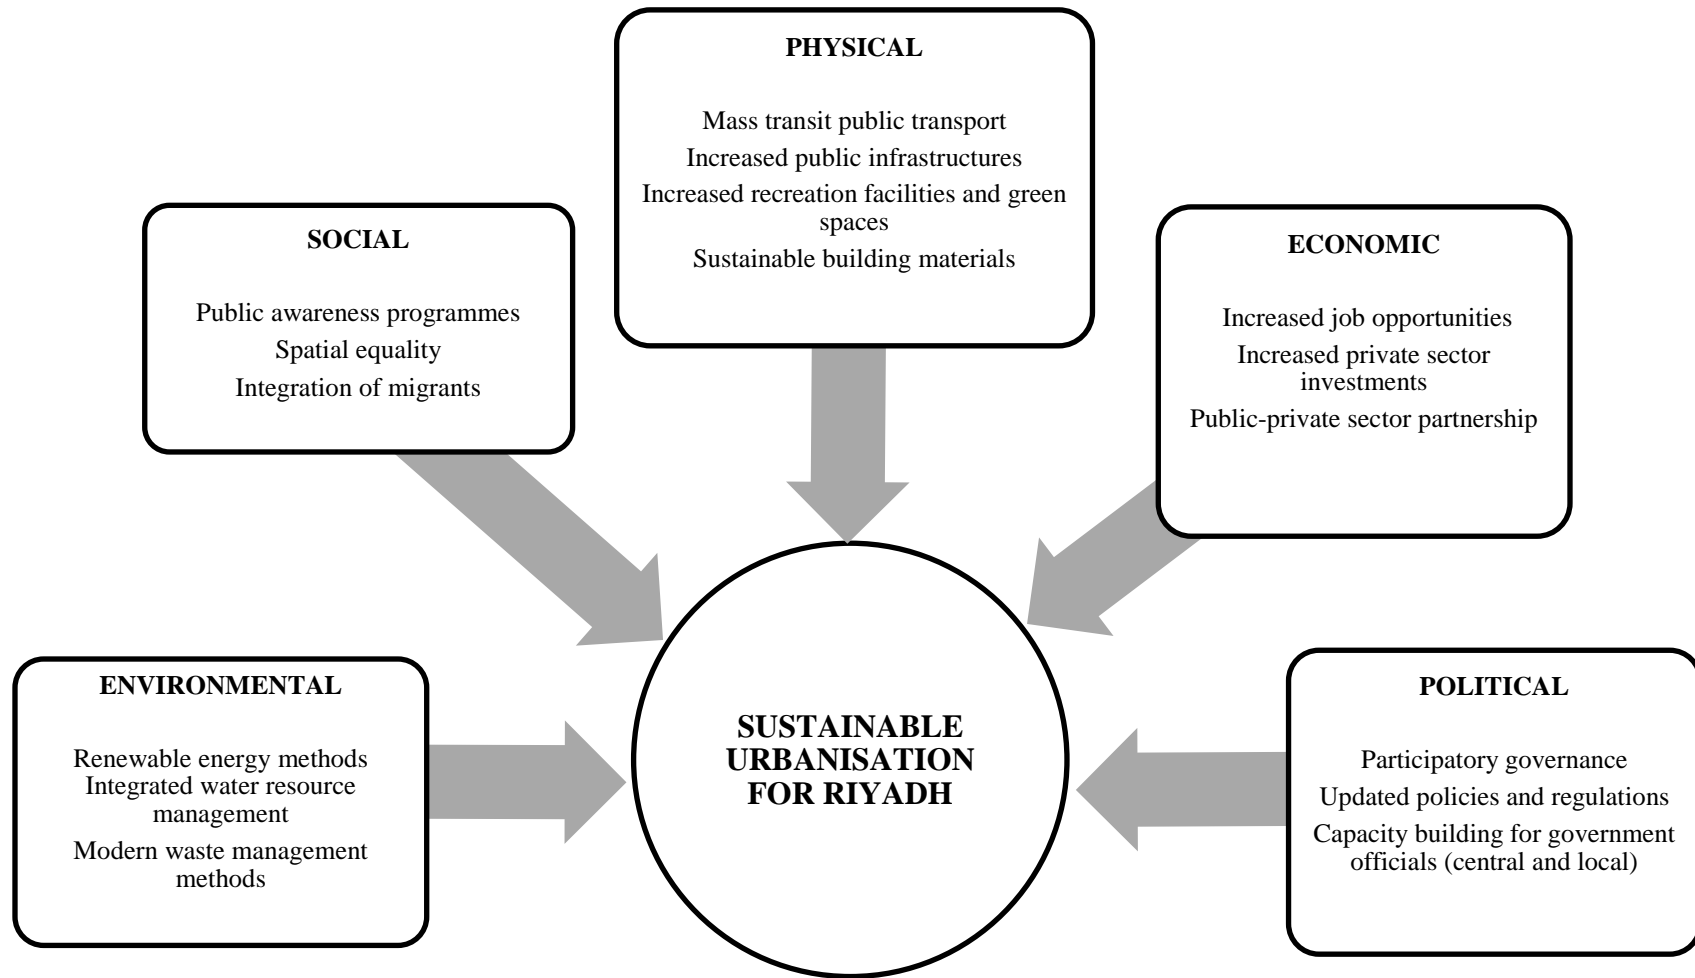 PHYSICAL
Mass transit public transport
Increased public infrastructures
Increased recreation facilities and green
spaces
Sustainable building materials
SOCIAL
Public awareness programmes
Spatial equality
Integration of migrants
ECONOMIC
Increased job opportunities
Increased private sector
investments
Public-private sector partnership
ENVIRONMENTAL
Renewable energy methods
Integrated water resource
management
Modern waste management
methods
SUSTAINABLE
URBANISATION
FOR RIYADH
POLITICAL
Participatory governance
Updated policies and regulations
Capacity building for government
officials (central and local)